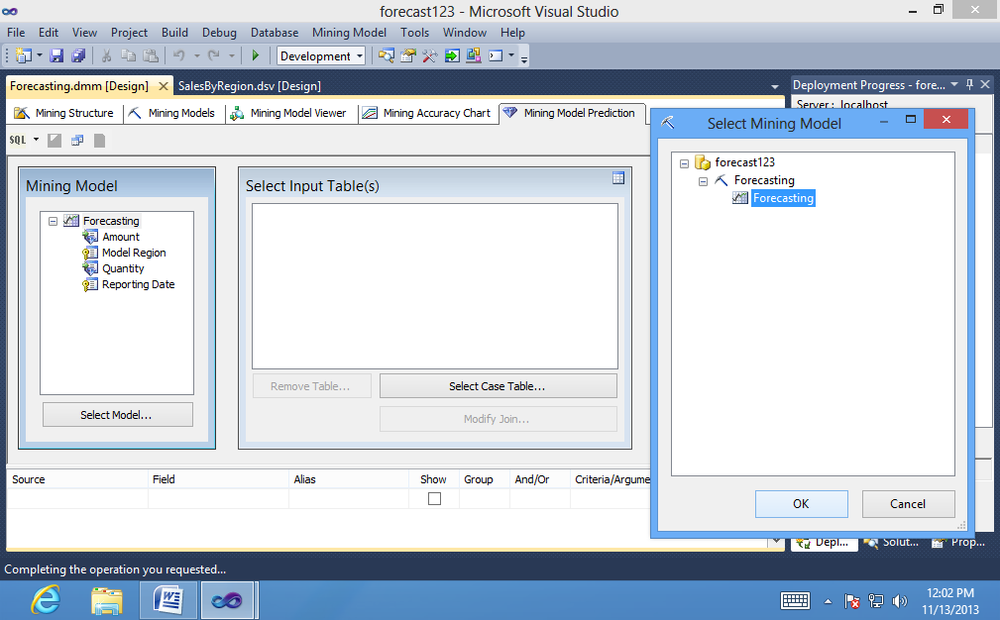 forecast123 - Microsoft Visual Studio
File Edit View Project Build Debug Database Mining Model Tools Window Help
Development
Forecasting.dmm [Design] SalesByRegion.dsv [Design]
Deployment Progress - fore...
Server : localhost
Mining Structure Mining Models Mining Model Viewer Mining Accuracy Chart Mining Model Prediction
SQL
Mining Model
Forecasting
Amount
Model Region
Quantity
Reporting Date
Select Model...
Select Input Table(s)
Remove Table... Select Case Table...
Modify Join...
Source Field Alias Show Group And/Or Criteria/Argume
Select Mining Model
forecast123
Forecasting
Forecasting
OK Cancel
Depl... Solut... Prop...
Completing the operation you requested...
12:02 PM
11/13/2013